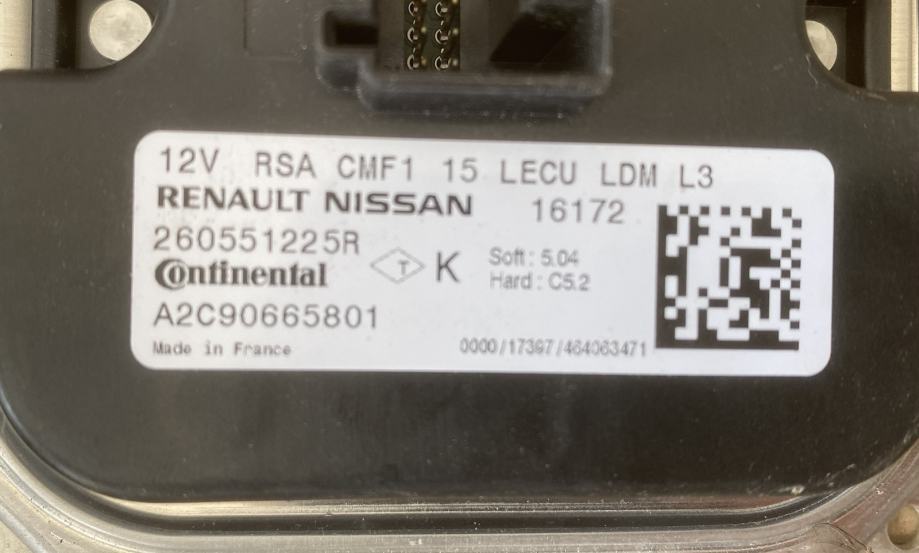 12V RSA CMF1 15 LECU LDM L3
RENAULT NISSAN 16172
260551225R
Continental T K Soft: 5.04
Hard: C5.2
A2C90665801
Made in France 0000/17397/464063471